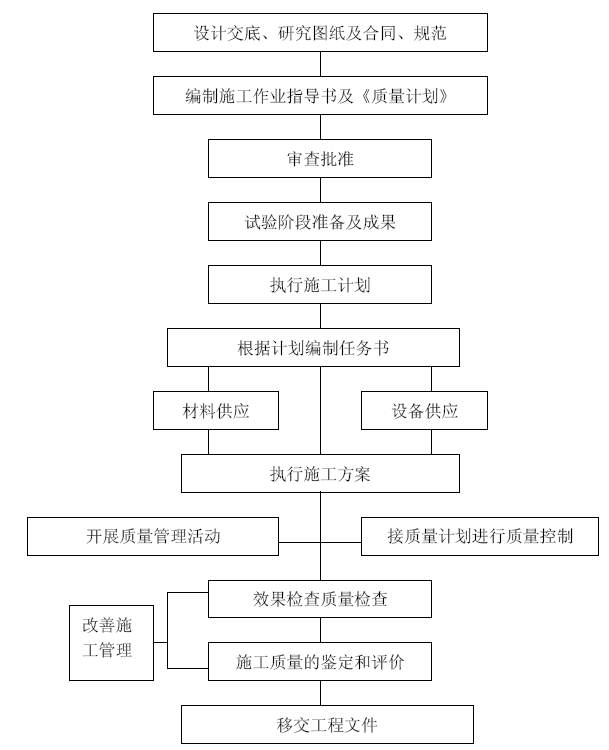 设计交底、研究图纸及合同、规范
编制施工作业指导书及《质量计划》
审查批准
试验阶段准备及成果
执行施工计划
根据计划编制任务书
材料供应
设备供应
执行施工方案
开展质量管理活动
接质量计划进行质量控制
效果检查质量检查
改善施
工管理
施工质量的鉴定和评价
移交工程文件